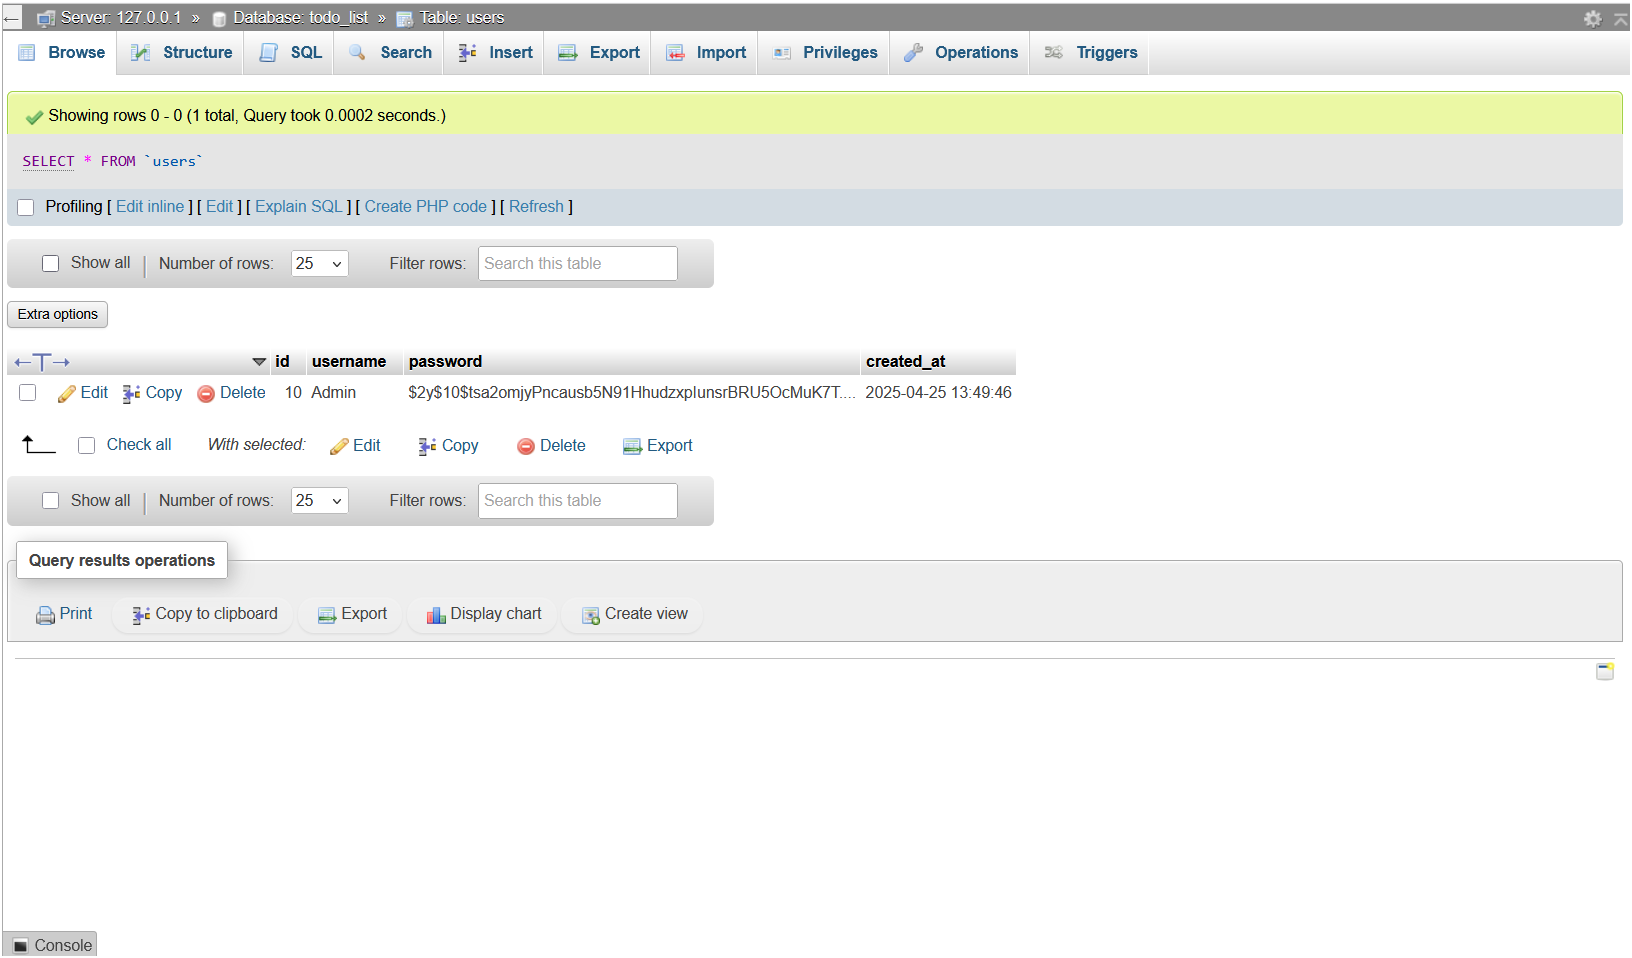 Server: 127.0.0.1 » Database: todo_list » Table: users
Browse Structure SQL Search Insert Export Import Privileges Operations Triggers
Showing rows 0 - 0 (1 total, Query took 0.0002 seconds.)
SELECT * FROM `users`
Profiling [ Edit inline ] [ Edit ] [ Explain SQL ] [ Create PHP code ] [ Refresh ]
Show all | Number of rows: 25 Filter rows: Search this table
Extra options
←T→ id username password created_at
Edit Copy Delete 10 Admin $2y$10$tsa2omjyPncausb5N91HhudzxplunsrBRU5OcMuK7T.... 2025-04-25 13:49:46
Check all With selected: Edit Copy Delete Export
Show all | Number of rows: 25 Filter rows: Search this table
Query results operations
Print Copy to clipboard Export Display chart Create view
Console